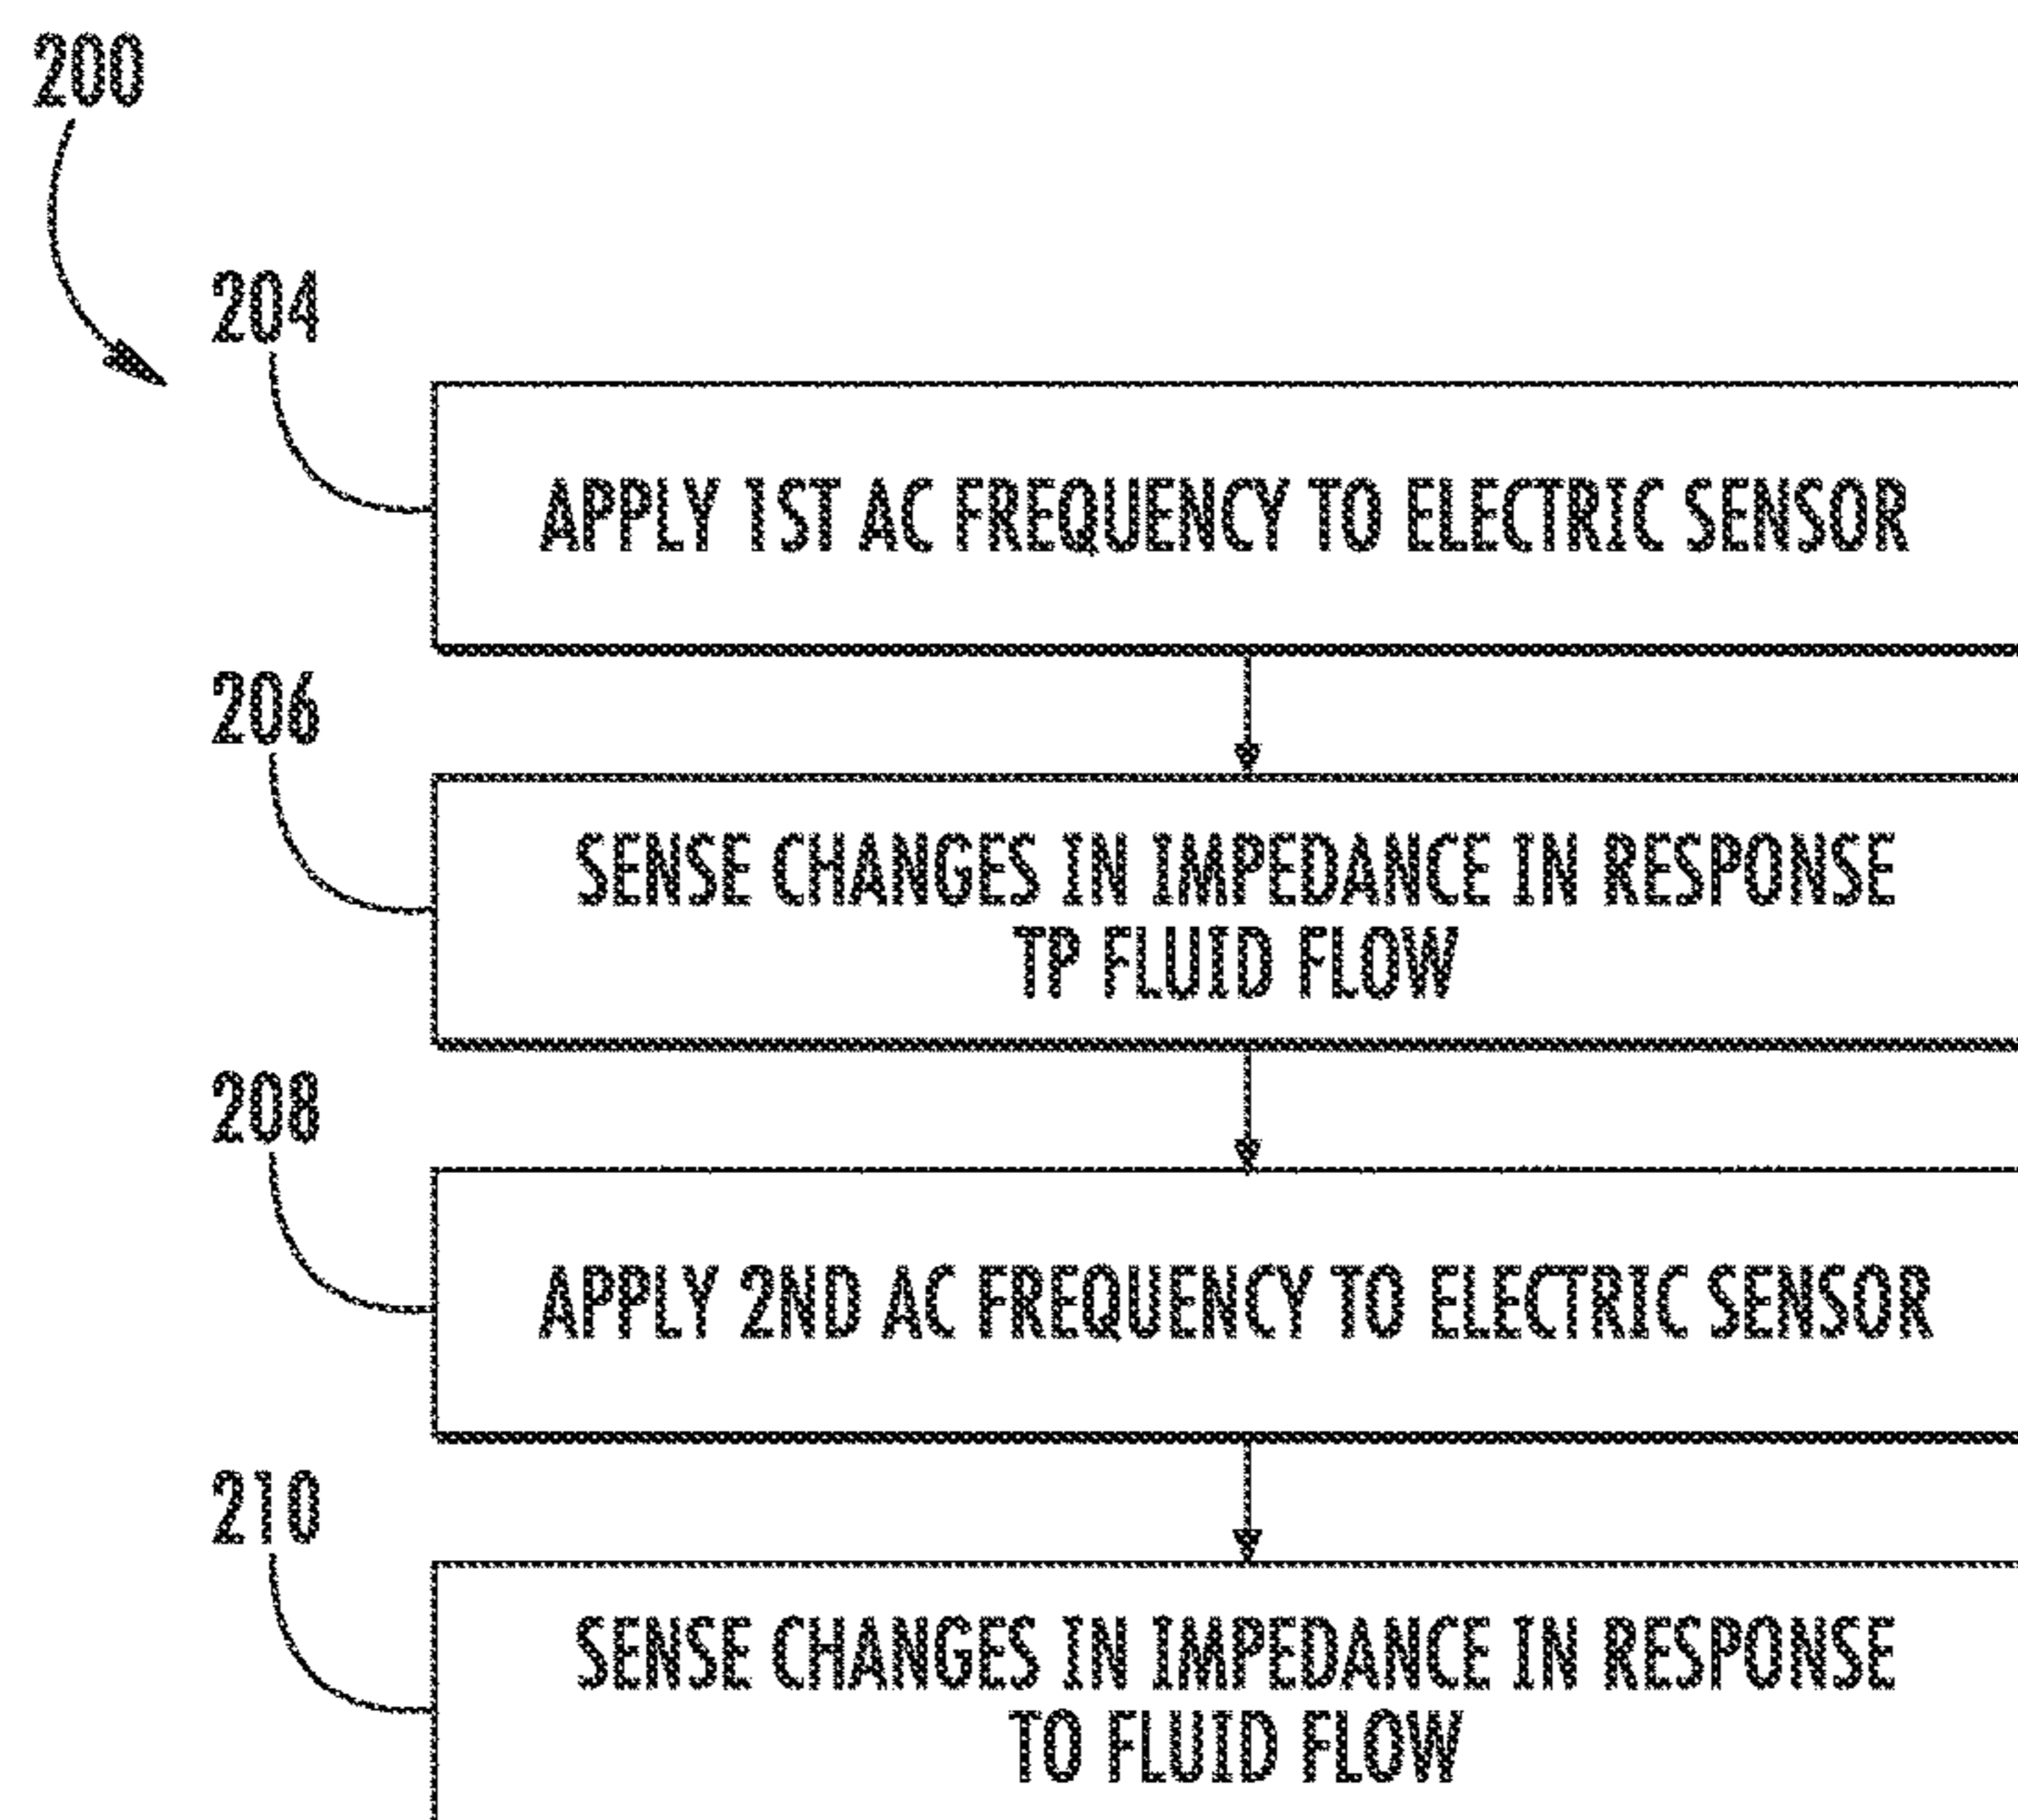 200
204
APPLY 1ST AC FREQUENCY TO ELECTRIC SENSOR
206
SENSE CHANGES IN IMPEDANCE IN RESPONSE
TP FLUID FLOW
208
APPLY 2ND AC FREQUENCY TO ELECTRIC SENSOR
210
SENSE CHANGES IN IMPEDANCE IN RESPONSE
TO FLUID FLOW